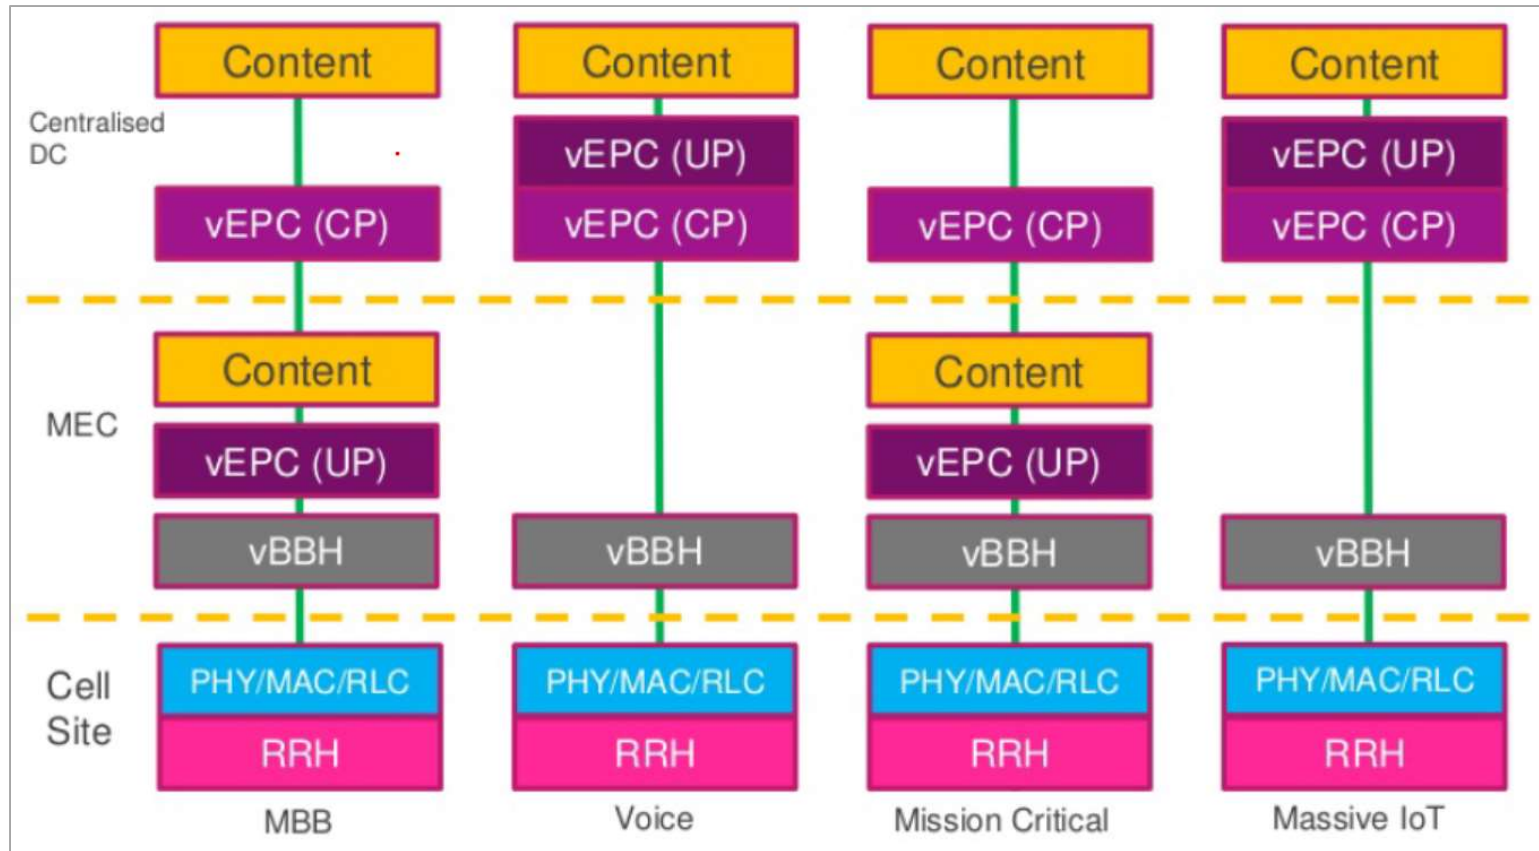 Content
Content
Content
Content
Centralised
DC
vEPC (UP)
vEPC (UP)
vEPC (CP)
vEPC (CP)
vEPC (CP)
vEPC (CP)
Content
Content
MEC
vEPC (UP)
vEPC (UP)
vBBH
vBBH
vBBH
vBBH
Cell
Site
PHY/MAC/RLC
PHY/MAC/RLC
PHY/MAC/RLC
PHY/MAC/RLC
RRH
RRH
RRH
RRH
MBB
Voice
Mission Critical
Massive IoT